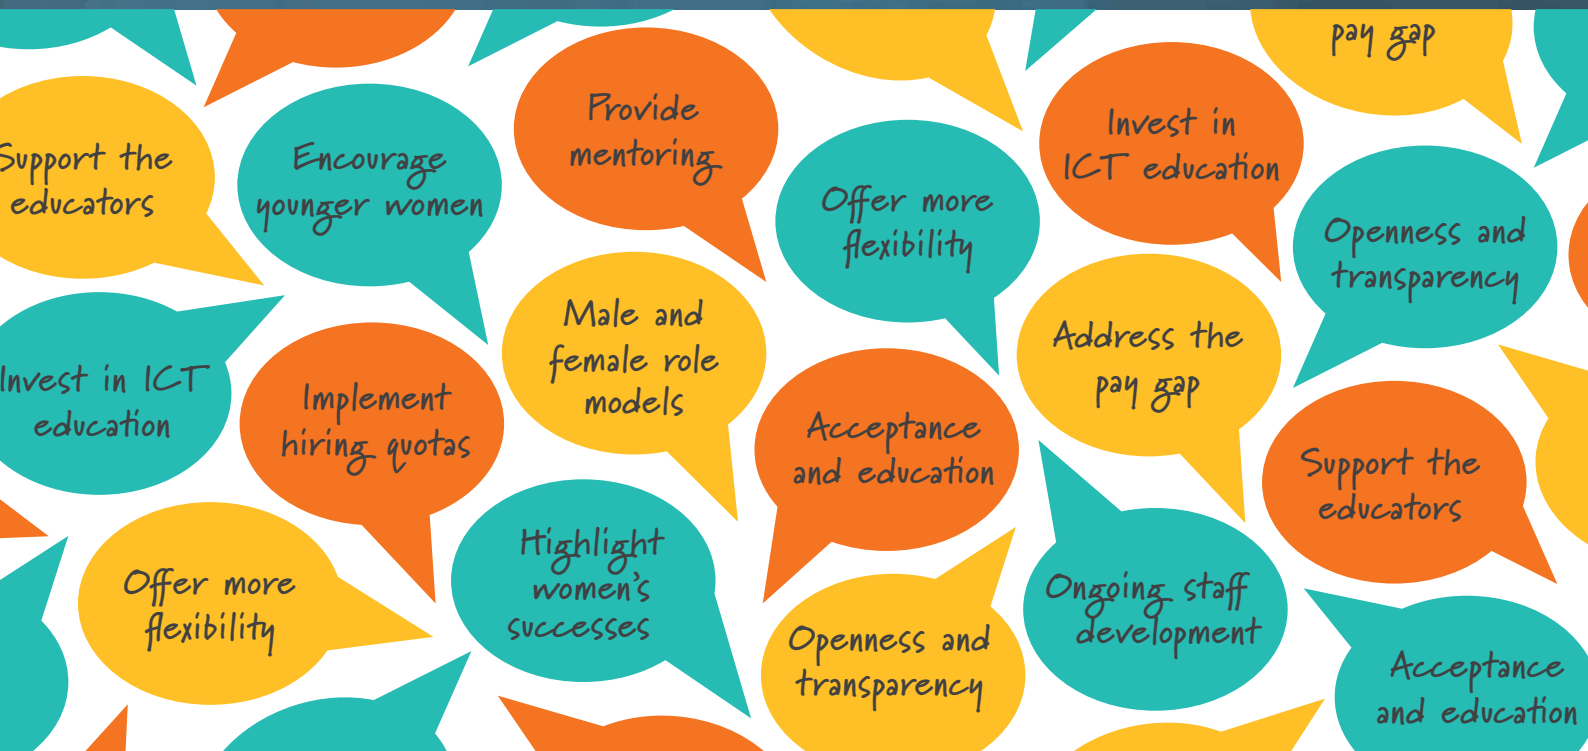 pay gap
Support the
educators
Encourage
younger women
Provide
mentoring
Offer more
flexibility
Invest in
ICT education
Openness and
transparency
Invest in ICT
education
Implement
hiring quotas
Male and
female role
models
Acceptance
and education
Address the
pay gap
Support the
educators
Offer more
flexibility
Highlight
women's
successes
Openness and
transparency
Ongoing staff
development
Acceptance
and education